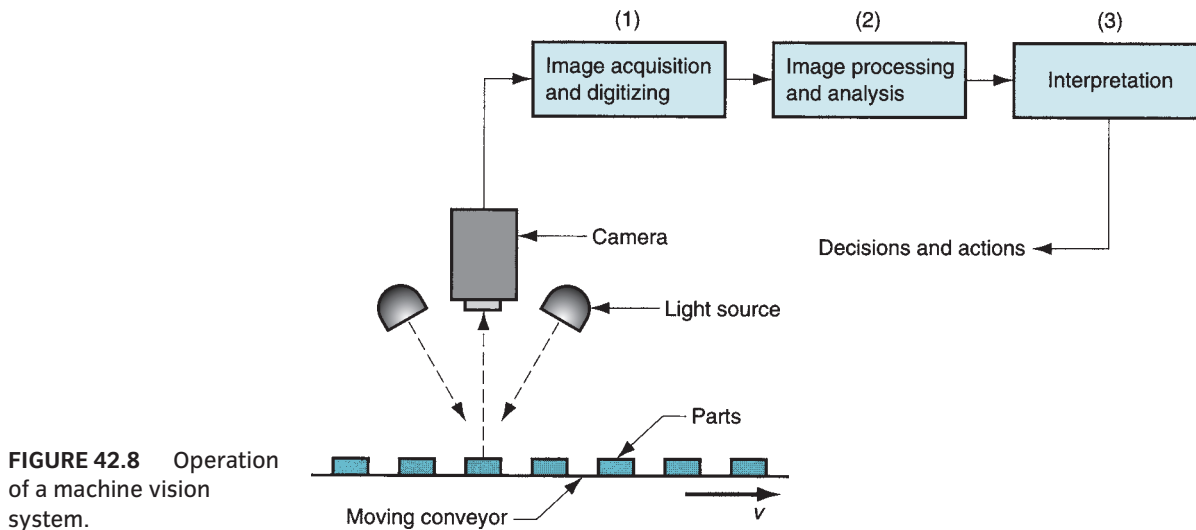 (1)
(2)
(3)
Image acquisition
and digitizing
Image processing
and analysis
Interpretation
Camera
Decisions and actions
Light source
Parts
FIGURE 42.8 Operation
of a machine vision
system.
Moving conveyor
v